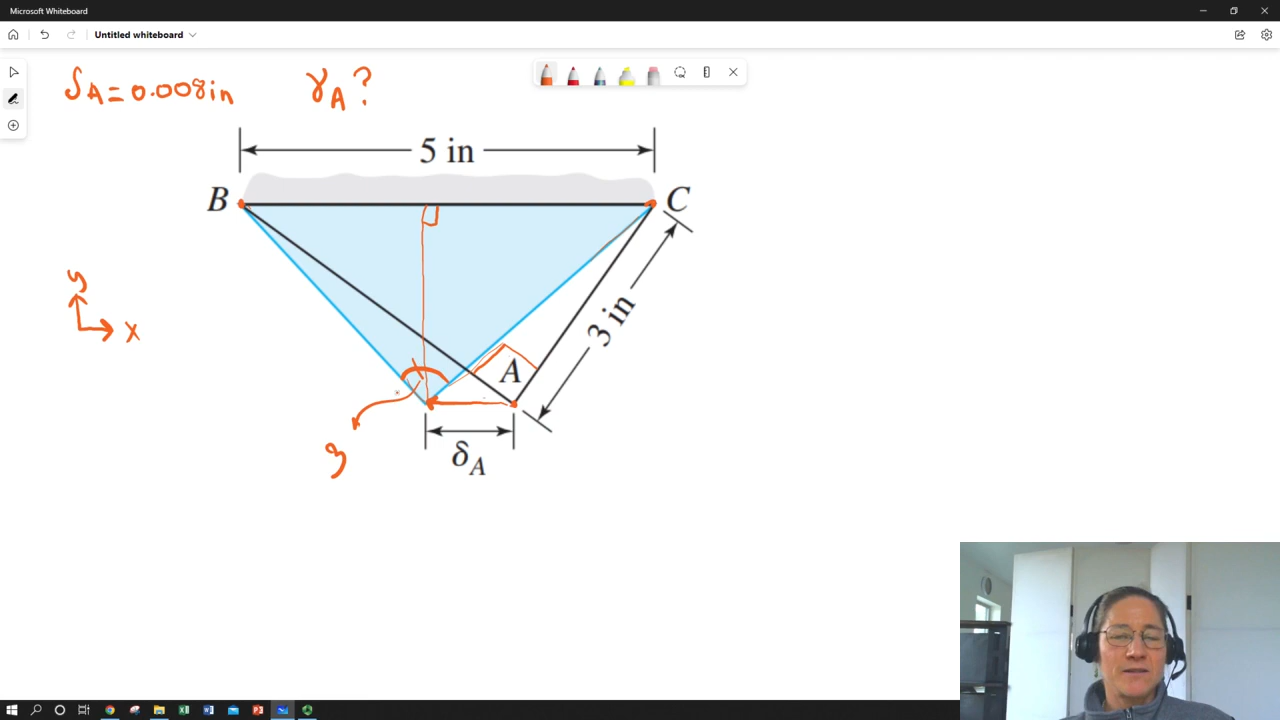 Microsoft Whiteboard
Untitled whiteboard
δA = 0.008in γA?
5 in
B
C
y
x
3 in
A
δA